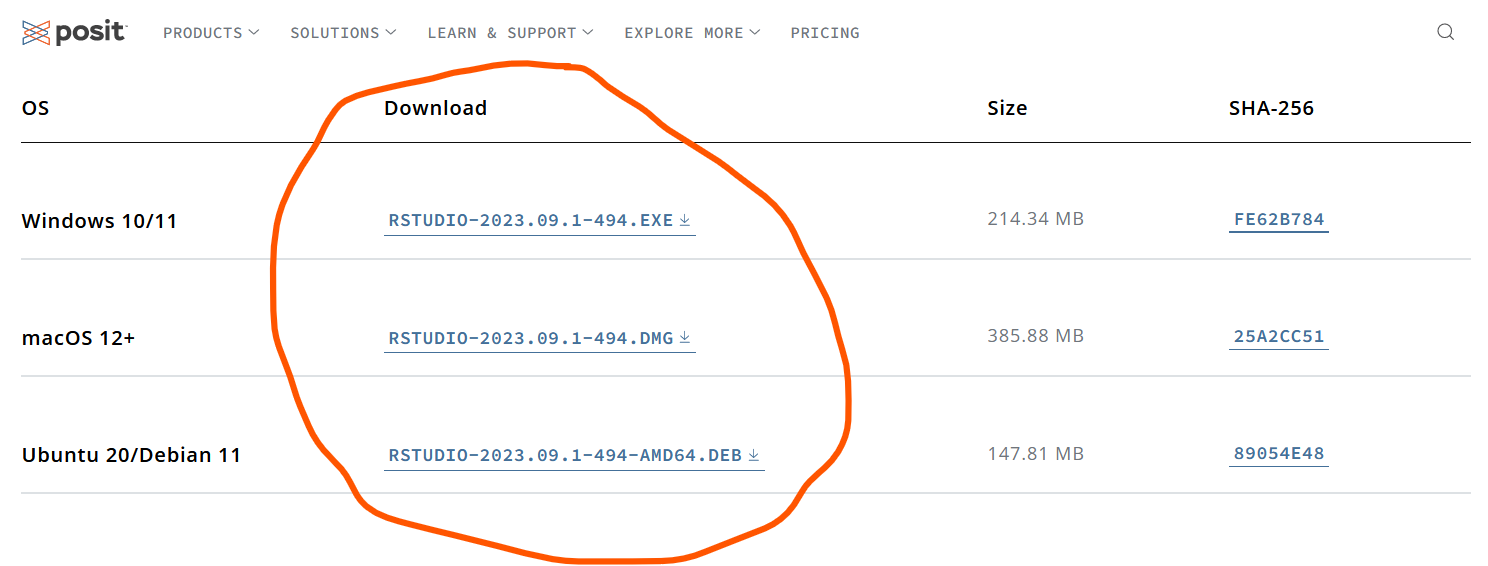 posit PRODUCTS SOLUTIONS LEARN & SUPPORT EXPLORE MORE PRICING
OS Download Size SHA-256
Windows 10/11 RSTUDIO-2023.09.1-494.EXE 214.34 MB FE62B784
macOS 12+ RSTUDIO-2023.09.1-494.DMG 385.88 MB 25A2CC51
Ubuntu 20/Debian 11 RSTUDIO-2023.09.1-494-AMD64.DEB 147.81 MB 89054E48